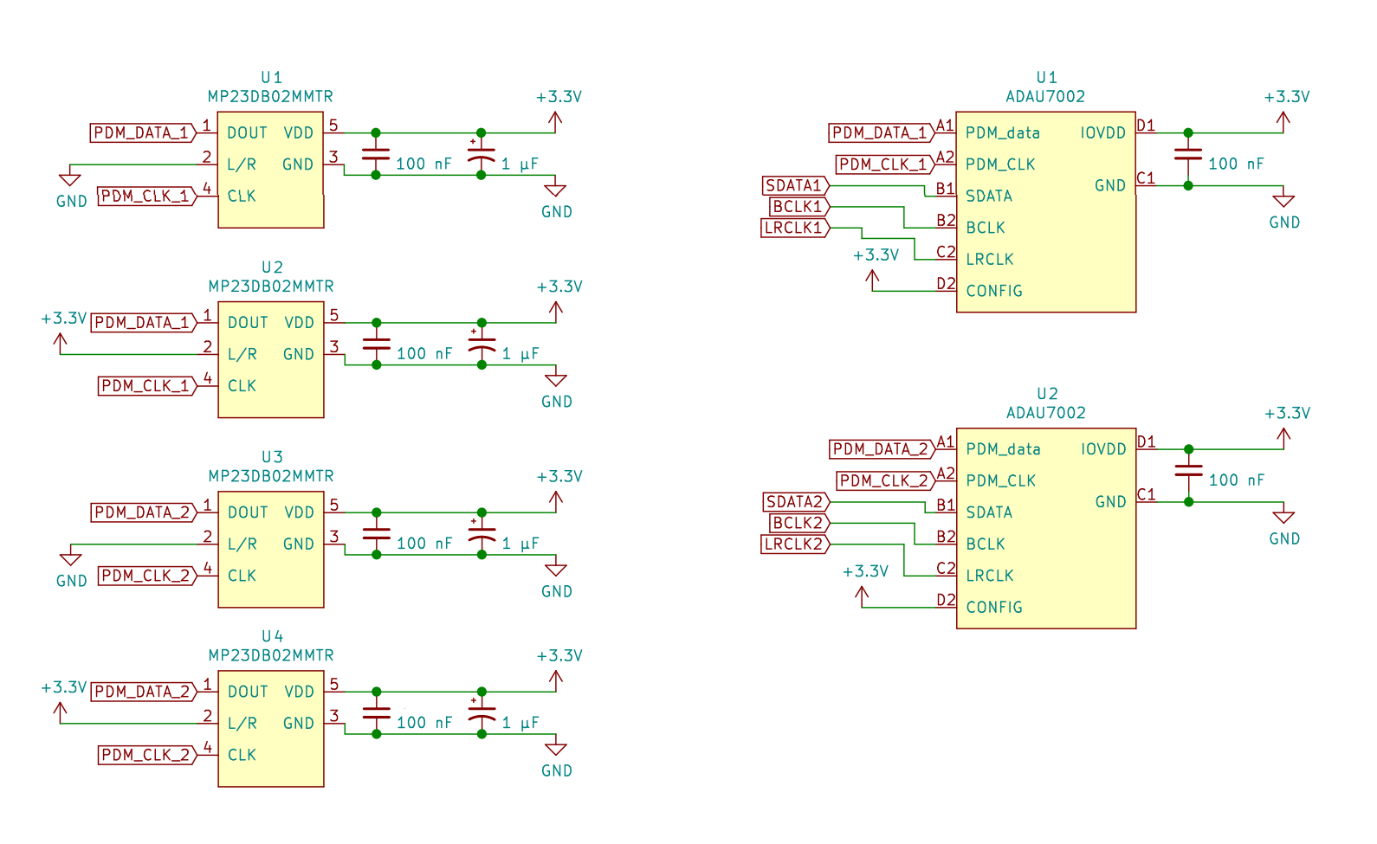 U1
MP23DB02MMTR
+3.3V
PDM_DATA_1 1 DOUT VDD 5
2 L/R GND 3 100 nF + 1 µF
GND PDM_CLK_1 4 CLK GND
U2
MP23DB02MMTR
+3.3V
+3.3V PDM_DATA_1 1 DOUT VDD 5
2 L/R GND 3 100 nF + 1 µF
PDM_CLK_1 4 CLK GND
U3
MP23DB02MMTR
+3.3V
PDM_DATA_2 1 DOUT VDD 5
2 L/R GND 3 100 nF + 1 µF
GND PDM_CLK_2 4 CLK GND
U4
MP23DB02MMTR
+3.3V
+3.3V PDM_DATA_2 1 DOUT VDD 5
2 L/R GND 3 100 nF + 1 µF
PDM_CLK_2 4 CLK GND
U1
ADAU7002
+3.3V
PDM_DATA_1 A1 PDM_data IOVDD D1
PDM_CLK_1 A2 PDM_CLK 100 nF
SDATA1 B1 SDATA GND C1
BCLK1 B2 BCLK GND
LRCLK1 C2 LRCLK
+3.3V D2 CONFIG
U2
ADAU7002
+3.3V
PDM_DATA_2 A1 PDM_data IOVDD D1
PDM_CLK_2 A2 PDM_CLK 100 nF
SDATA2 B1 SDATA GND C1
BCLK2 B2 BCLK GND
LRCLK2 C2 LRCLK
+3.3V D2 CONFIG